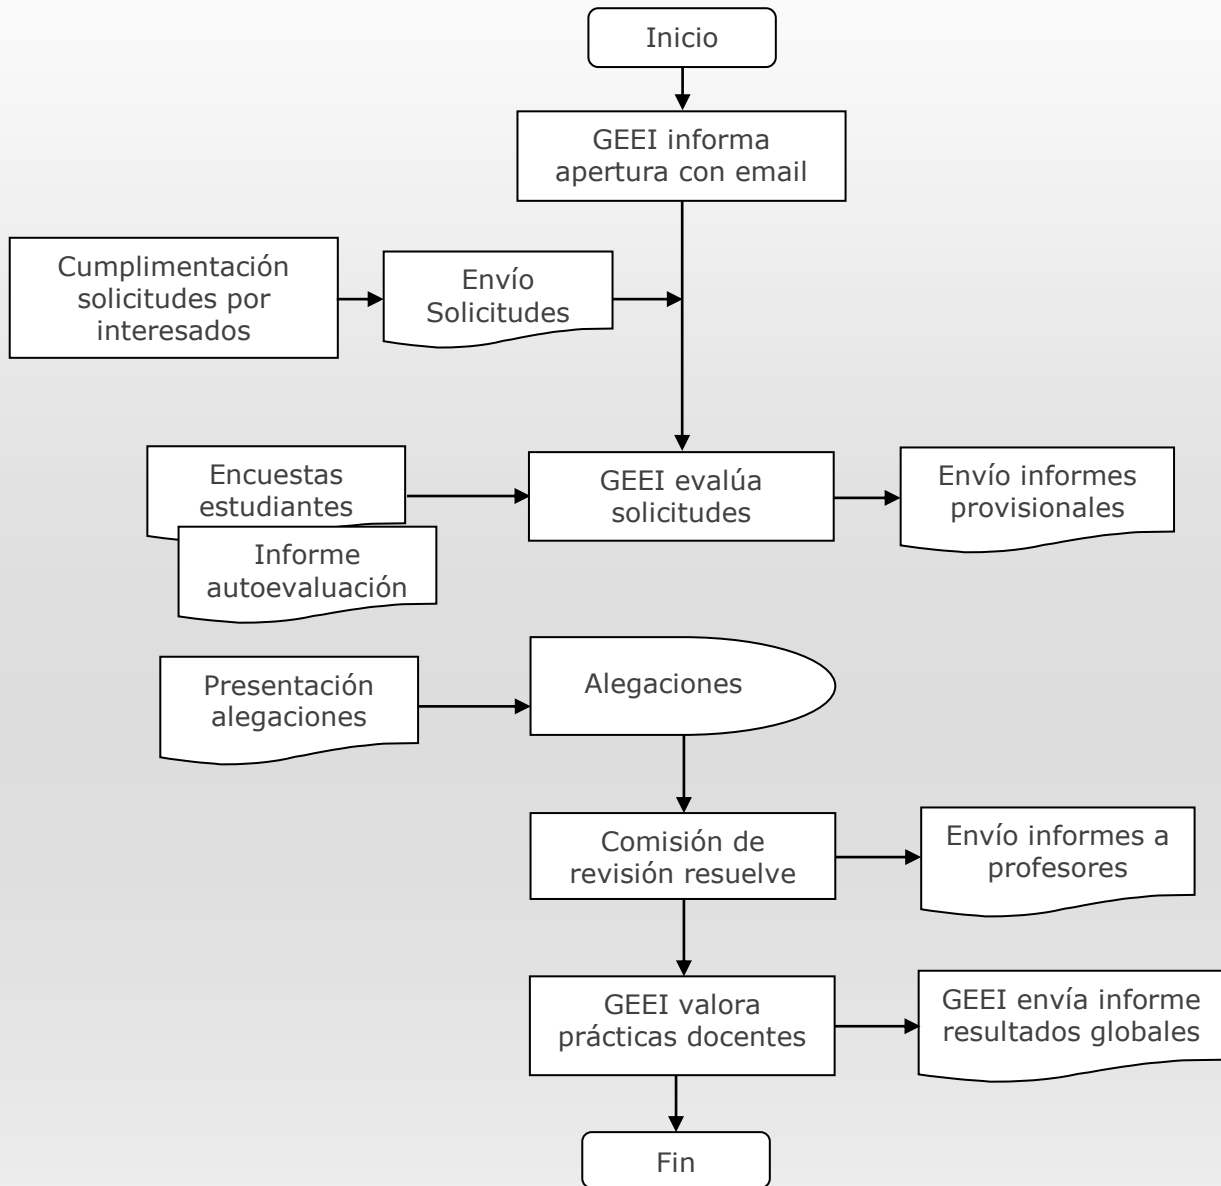 Inicio
GEEI informa
apertura con email
Cumplimentación
solicitudes por
interesados
Envío
Solicitudes
Encuestas
estudiantes
Informe
autoevaluación
GEEI evalúa
solicitudes
Envío informes
provisionales
Presentación
alegaciones
Alegaciones
Comisión de
revisión resuelve
Envío informes a
profesores
GEEI valora
prácticas docentes
GEEI envía informe
resultados globales
Fin